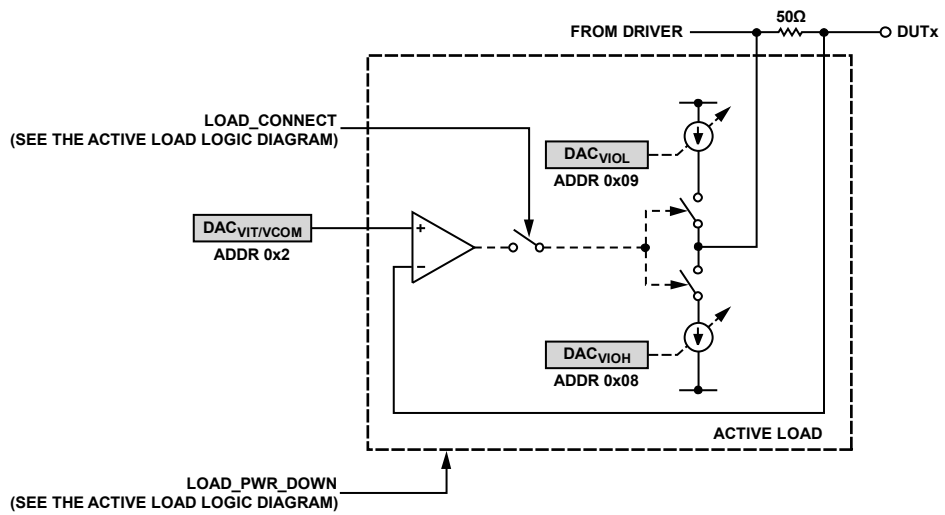 50Ω
FROM DRIVER
DUTx
LOAD_CONNECT
(SEE THE ACTIVE LOAD LOGIC DIAGRAM)
DACVIOL
ADDR 0x09
DACVIT/VCOM
ADDR 0x2
+
–
DACVIOH
ADDR 0x08
ACTIVE LOAD
LOAD_PWR_DOWN
(SEE THE ACTIVE LOAD LOGIC DIAGRAM)